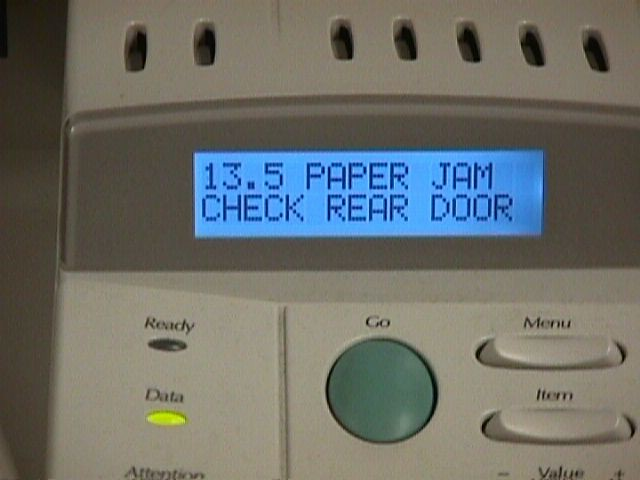 13.5 PAPER JAM
CHECK REAR DOOR
Ready
Go
Menu
Data
Item
Attention
- Value +